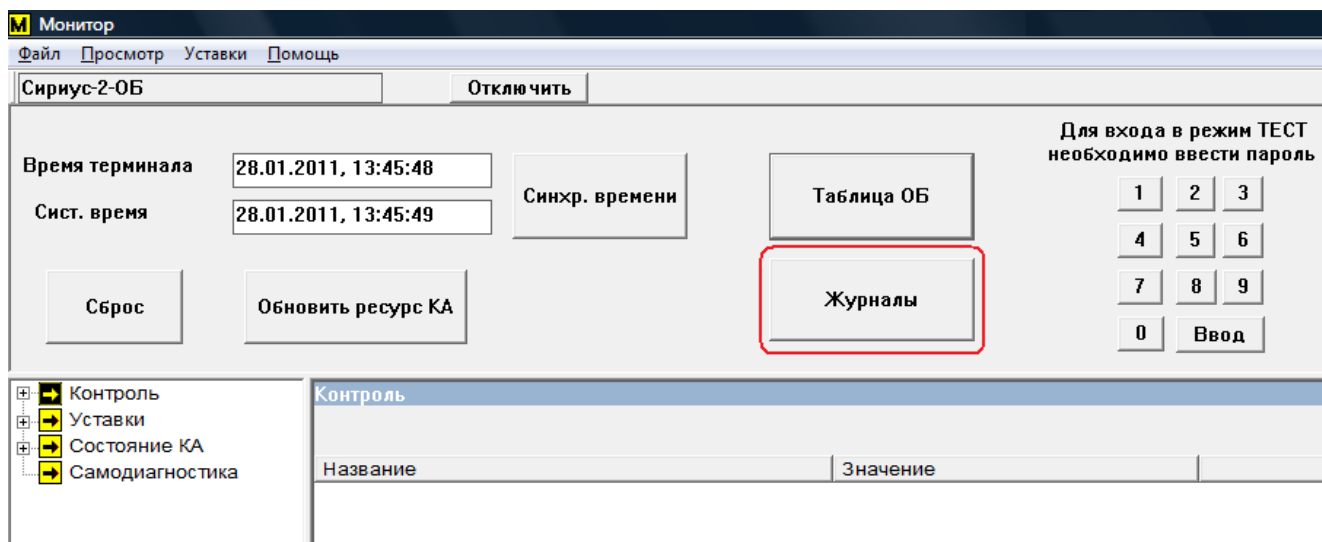 М Монитор
Файл Просмотр Уставки Помощь
Сириус-2-ОБ Отключить
Для входа в режим ТЕСТ
необходимо ввести пароль
Время терминала 28.01.2011, 13:45:48
Сист. время 28.01.2011, 13:45:49
Синхр. времени
Таблица ОБ
1 2 3
4 5 6
7 8 9
0 Ввод
Сброс Обновить ресурс КА Журналы
Контроль
Уставки
Состояние КА
Самодиагностика
Контроль
Название Значение